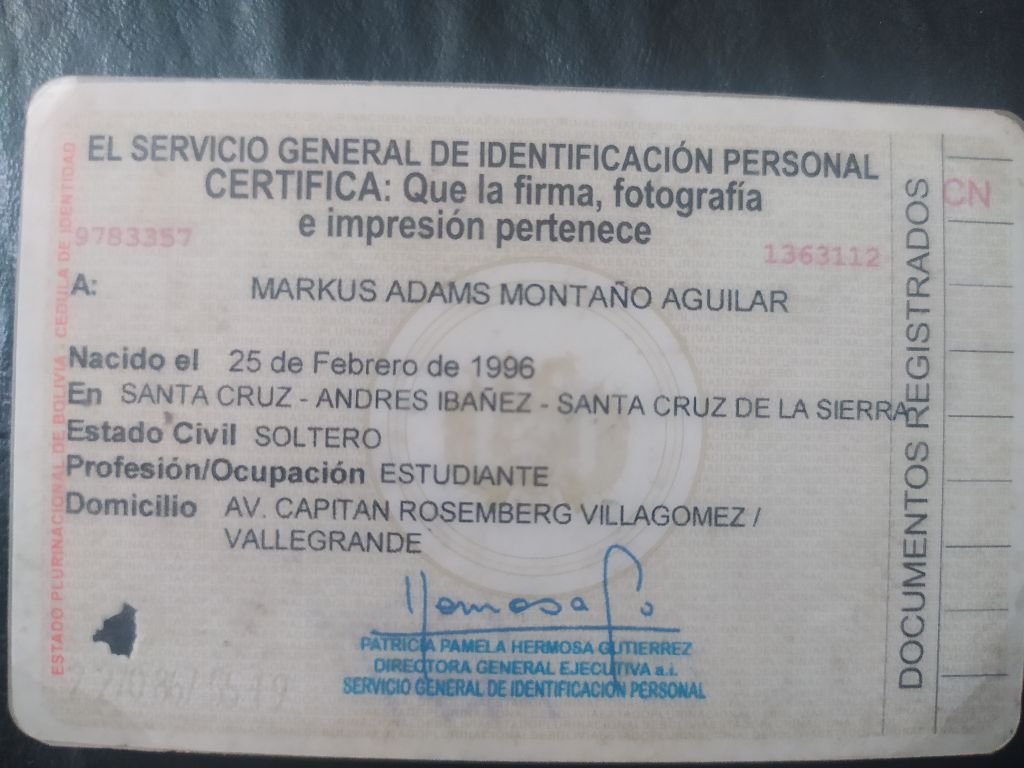 EL SERVICIO GENERAL DE IDENTIFICACIÓN PERSONAL
CERTIFICA: Que la firma, fotografía
e impresión pertenece
9783357
1363112
A: MARKUS ADAMS MONTAÑO AGUILAR
Nacido el 25 de Febrero de 1996
En SANTA CRUZ - ANDRES IBAÑEZ - SANTA CRUZ DE LA SIERRA
Estado Civil SOLTERO
Profesión/Ocupación ESTUDIANTE
Domicilio AV. CAPITAN ROSEMBERG VILLAGOMEZ /
VALLEGRANDE
PATRICIA PAMELA HERMOSA GUTIERREZ
DIRECTORA GENERAL EJECUTIVA a.i.
SERVICIO GENERAL DE IDENTIFICACIÓN PERSONAL
ESTADO PLURINACIONAL DE BOLIVIA - CEDULA DE IDENTIDAD
DOCUMENTOS REGISTRADOS
CN